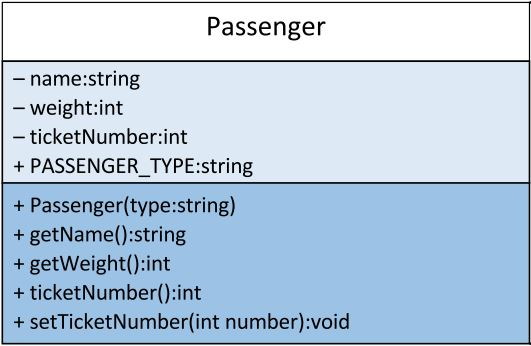 Passenger
– name:string
– weight:int
– ticketNumber:int
+ PASSENGER_TYPE:string
+ Passenger(type:string)
+ getName():string
+ getWeight():int
+ ticketNumber():int
+ setTicketNumber(int number):void